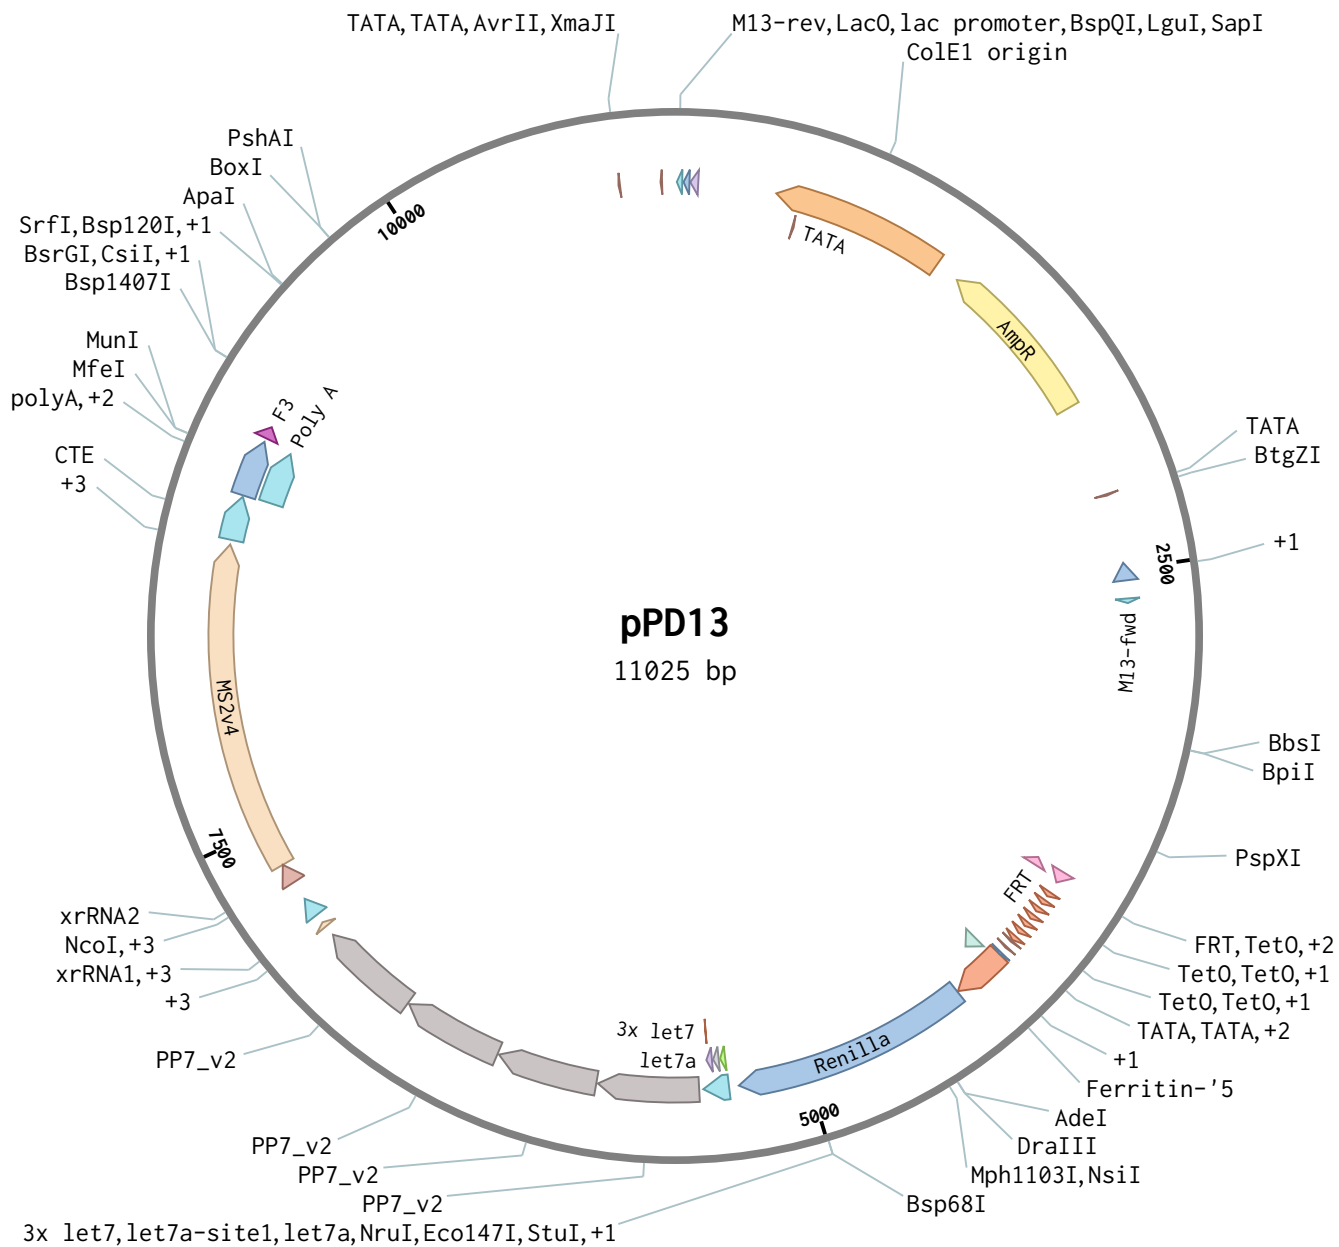 TATA,TATA,AvrII,XmaJI
M13-rev,LacO,lac promoter,BspQI,LguI,SapI
ColE1 origin
PshAI
BoxI
ApaI
SrfI,Bsp120I,+1
BsrGI,CsiI,+1
Bsp1407I
MunI
MfeI
polyA,+2
CTE
+3
10000
TATA
AmpR
TATA
BtgZI
+1
2500
M13-fwd
F3
Poly A
pPD13
11025 bp
MS2v4
7500
BbsI
BpiI
PspXI
FRT
FRT,TetO,+2
TetO,TetO,+1
TetO,TetO,+1
TATA,TATA,+2
+1
Ferritin-'5
AdeI
DraIII
Mph1103I,NsiI
Bsp68I
xrRNA2
NcoI,+3
xrRNA1,+3
+3
PP7_v2
3x let7
let7a
Renilla
5000
PP7_v2
PP7_v2
PP7_v2
3x let7,let7a-site1,let7a,NruI,Eco147I,StuI,+1